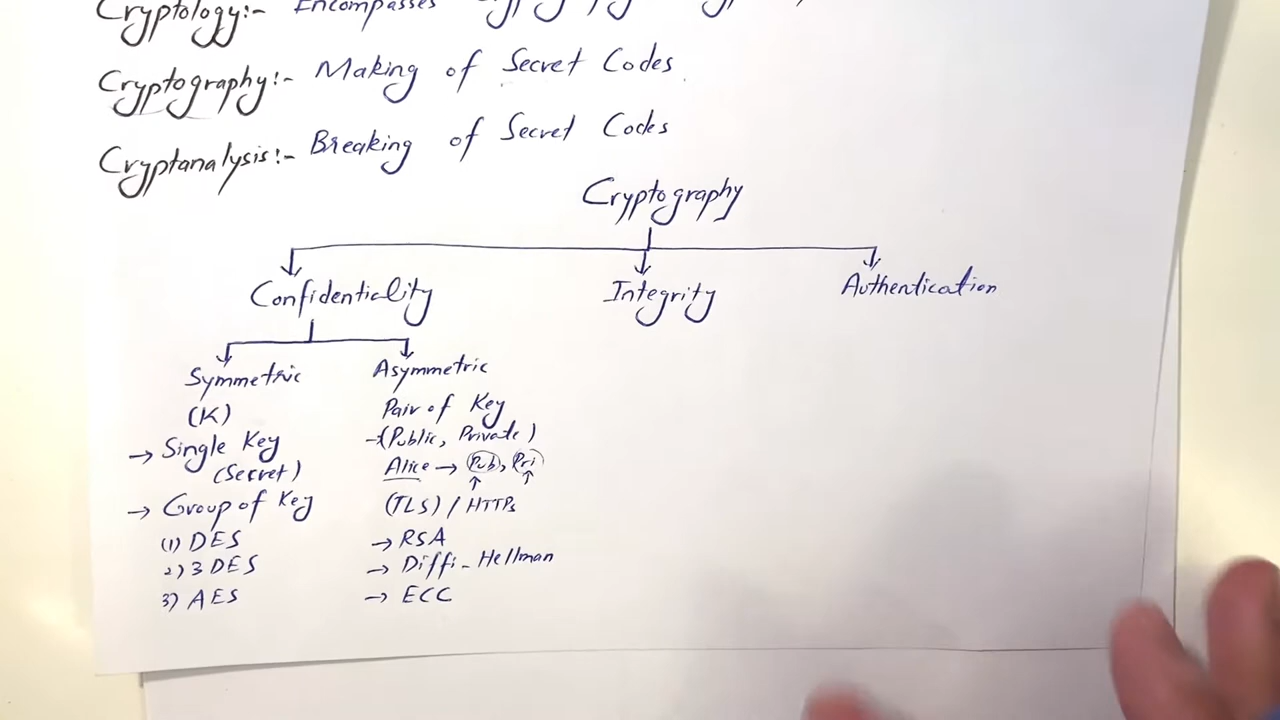 Cryptology:- Encompasses
Cryptography:- Making of Secret Codes
Cryptanalysis:- Breaking of Secret Codes
Cryptography
Confidentiality Integrity Authentication
Symmetric Asymmetric
(K) Pair of Key
→ Single Key (Public, Private)
(Secret) Alice → Pub, Pri
→ Group of Key (TLS) / HTTPs
(1) DES → RSA
2) 3 DES → Diffi-Hellman
3) AES → ECC